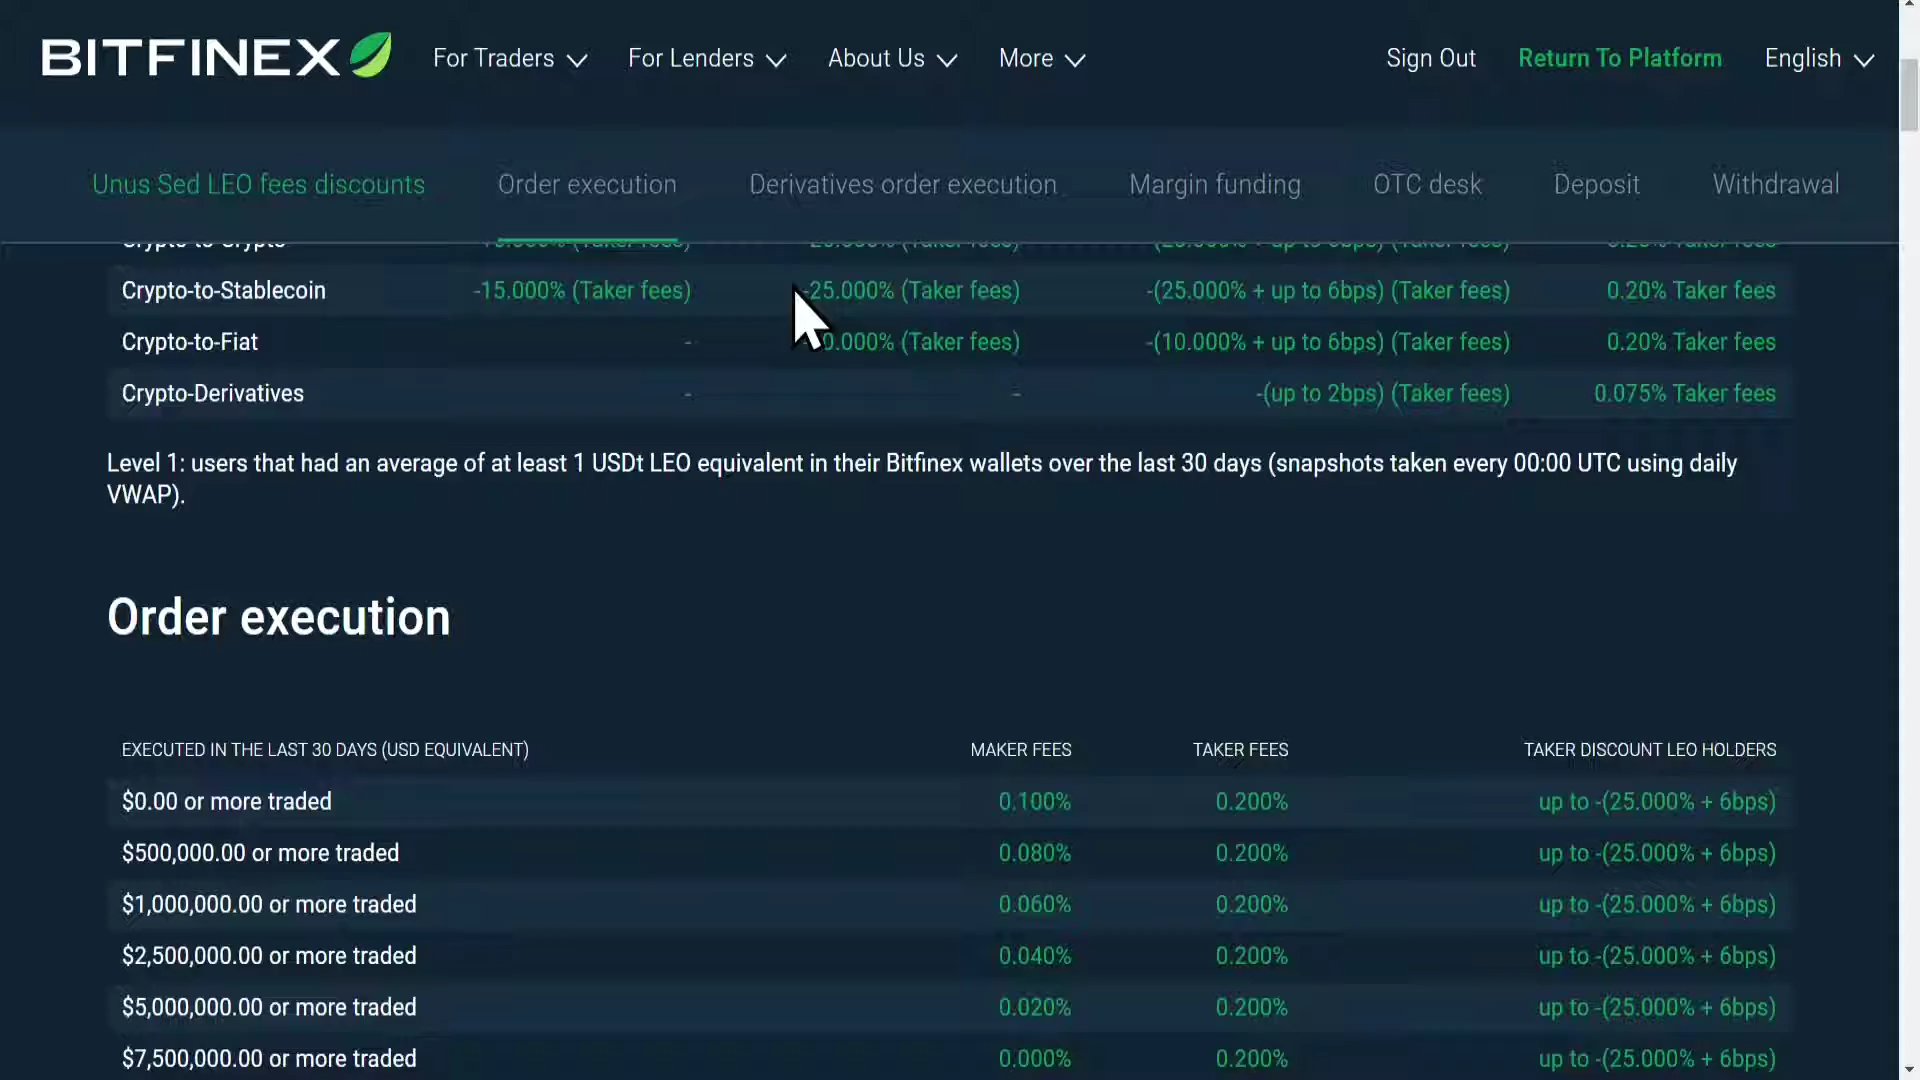 BITFINEX For Traders For Lenders About Us More Sign Out Return To Platform English
Unus Sed LEO fees discounts Order execution Derivatives order execution Margin funding OTC desk Deposit Withdrawal
Crypto-to-Stablecoin -15.000% (Taker fees) -25.000% (Taker fees) -(25.000% + up to 6bps) (Taker fees) 0.20% Taker fees
Crypto-to-Fiat - (Taker fees) -(10.000% + up to 6bps) (Taker fees) 0.20% Taker fees
Crypto-Derivatives - - -(up to 2bps) (Taker fees) 0.075% Taker fees
Level 1: users that had an average of at least 1 USDt LEO equivalent in their Bitfinex wallets over the last 30 days (snapshots taken every 00:00 UTC using daily
VWAP).
Order execution
EXECUTED IN THE LAST 30 DAYS (USD EQUIVALENT) MAKER FEES TAKER FEES TAKER DISCOUNT LEO HOLDERS
$0.00 or more traded 0.100% 0.200% up to -(25.000% + 6bps)
$500,000.00 or more traded 0.080% 0.200% up to -(25.000% + 6bps)
$1,000,000.00 or more traded 0.060% 0.200% up to -(25.000% + 6bps)
$2,500,000.00 or more traded 0.040% 0.200% up to -(25.000% + 6bps)
$5,000,000.00 or more traded 0.020% 0.200% up to -(25.000% + 6bps)
$7,500,000.00 or more traded 0.000% 0.200% up to -(25.000% + 6bps)